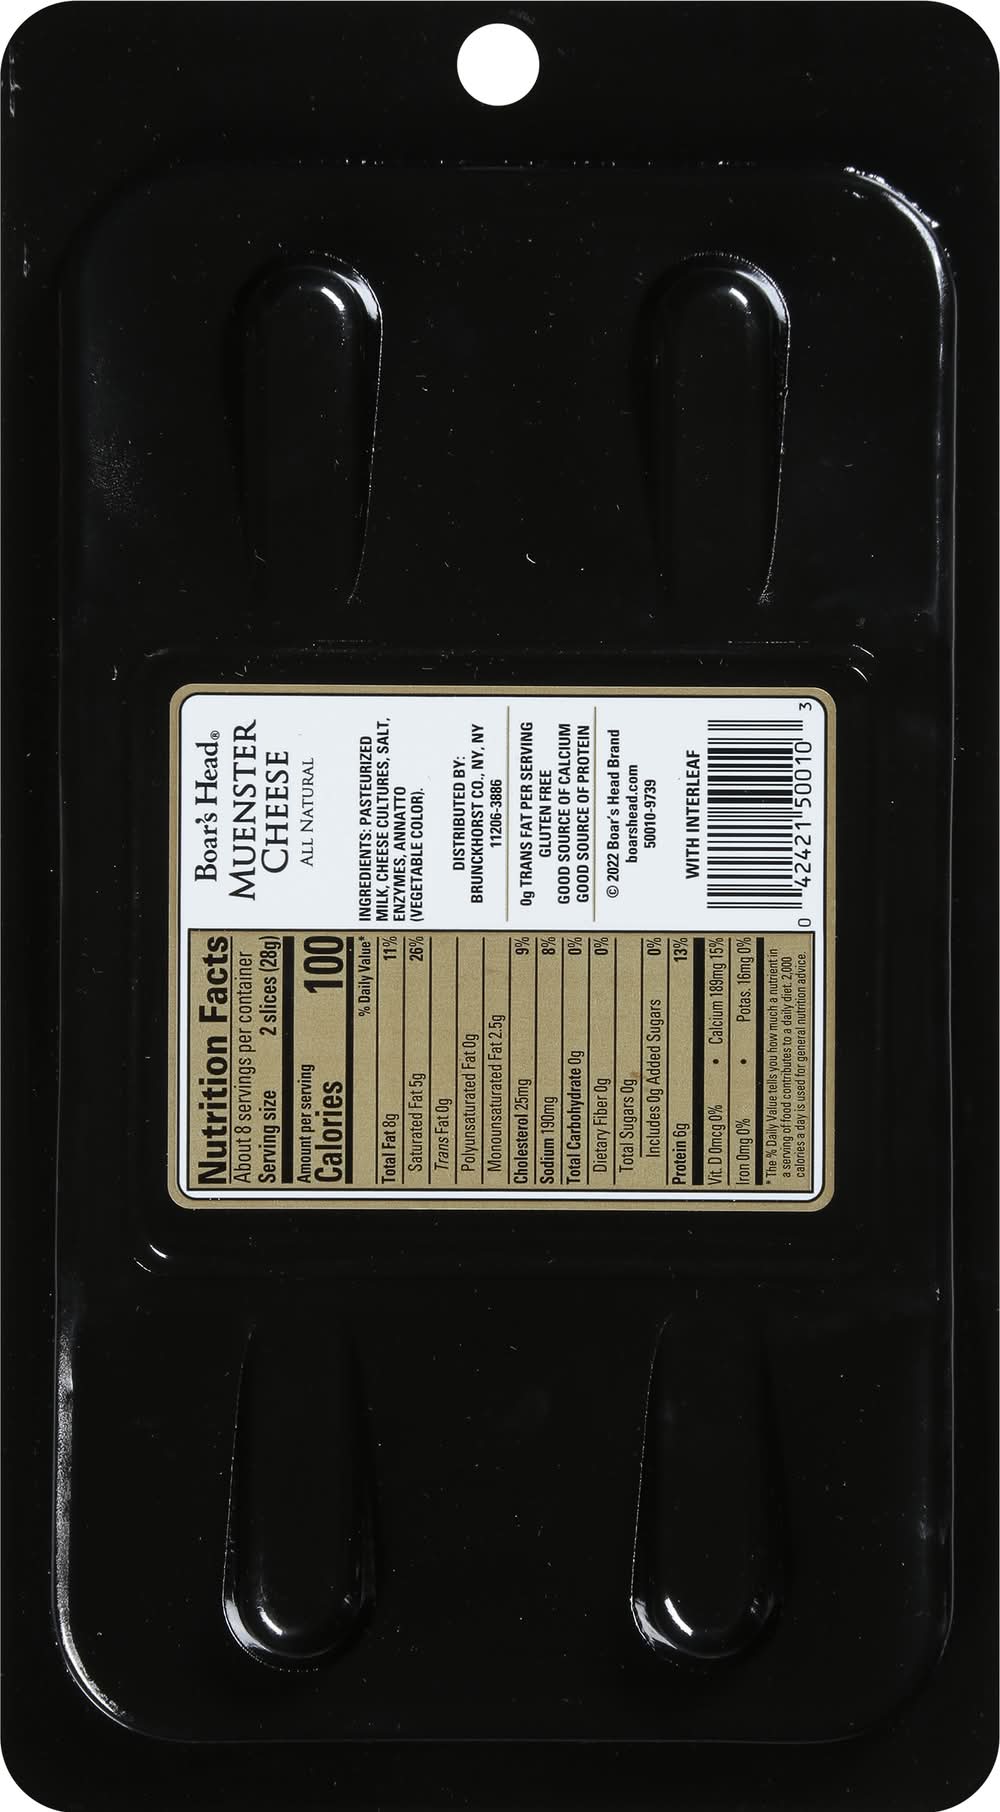 Nutrition Facts
About 8 servings per container
Serving size 2 slices (28g)
Amount per serving
Calories 100
% Daily Value*
Total Fat 8g 11%
Saturated Fat 5g 26%
Trans Fat 0g
Polyunsaturated Fat 0g
Monounsaturated Fat 2.5g
Cholesterol 25mg 9%
Sodium 190mg 8%
Total Carbohydrate 0g 0%
Dietary Fiber 0g 0%
Total Sugars 0g
Includes 0g Added Sugars 0%
Protein 6g 13%
Vit. D 0mcg 0% • Calcium 189mg 15%
Iron 0mg 0% • Potas. 16mg 0%
*The % Daily Value tells you how much a nutrient in
a serving of food contributes to a daily diet. 2,000
calories a day is used for general nutrition advice.
Boar's Head®
MUENSTER
CHEESE
ALL NATURAL
INGREDIENTS: PASTEURIZED
MILK, CHEESE CULTURES, SALT,
ENZYMES, ANNATTO
(VEGETABLE COLOR).
DISTRIBUTED BY:
BRUNCKHORST CO., NY, NY
11206-3886
0g TRANS FAT PER SERVING
GLUTEN FREE
GOOD SOURCE OF CALCIUM
GOOD SOURCE OF PROTEIN
© 2022 Boar's Head Brand
boarshead.com
50010-9739
WITH INTERLEAF
0 42421 50010 3